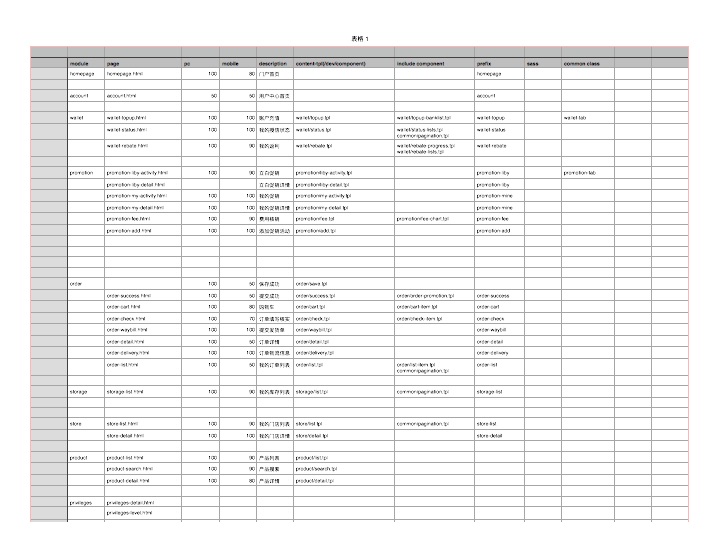 表格 1
module page pc mobile description content-tpl(/dev/component) include component prefix sass common class
homepage homepage.html 100 80 门户首页 homepage
account account.html 50 50 用户中心首页 account
wallet wallet-topup.html 100 100 账户充值 wallet/topup.tpl wallet/topup-banklist.tpl wallet-topup wallet-tab
wallet-status.html 100 100 wallet/status.tpl wallet/status-lists.tpl wallet-status
common/pagination.tpl
wallet-rebate.html 100 90 我的返利 wallet/rebate.tpl wallet/rebate-progress.tpl wallet-rebate
wallet/rebate-lists.tpl
promotion promotion-liby-activity.html 100 90 立白促销 promotion/liby-activity.tpl promotion-liby promotion-tab
promotion-liby-detail.html 立白促销详情 promotion/liby-detail.tpl promotion-liby
promotion-my-activity.html 100 100 我的促销 promotion/my-activity.tpl promotion-mine
promotion-my-detail.html 100 100 我的促销详情 promotion/my-detail.tpl promotion-mine
promotion-fee.html 100 90 费用核销 promotion/fee.tpl promotion/fee-chart.tpl promotion-fee
promotion-add.html 100 100 添加促销活动 promotion/add.tpl promotion-add
order 100 50 保存成功 order/save.tpl
order-success.html 100 50 提交成功 order/success.tpl order/order-promotion.tpl order-success
order-cart.html 100 80 购物车 order/cart.tpl order/cart-item.tpl order-cart
order-check.html 100 70 订单填写核实 order/check.tpl order/check-item.tpl order-check
order-waybill.html 100 100 提交发货单 order/waybill.tpl order-waybill
order-detail.html 100 50 订单详情 order/detail.tpl order-detail
order-delivery.html 100 100 订单物流信息 order/delivery.tpl order-delivery
order-list.html 100 50 我的订单列表 order/list.tpl order/list-item.tpl order-list
common/pagination.tpl
storage storage-list.html 100 90 我的库存列表 storage/list.tpl common/pagination.tpl storage-list
store store-list.html 100 90 我的门店列表 store/list.tpl common/pagination.tpl store-list
store-detail.html 100 100 我的门店详情 store/detail.tpl store-detail
product product-list.html 100 90 产品列表 product/list.tpl
product-search.html 100 90 产品搜索 product/search.tpl
product-detail.html 100 80 产品详情 product/detail.tpl
privileges privileges-detail.html
privileges-level.html